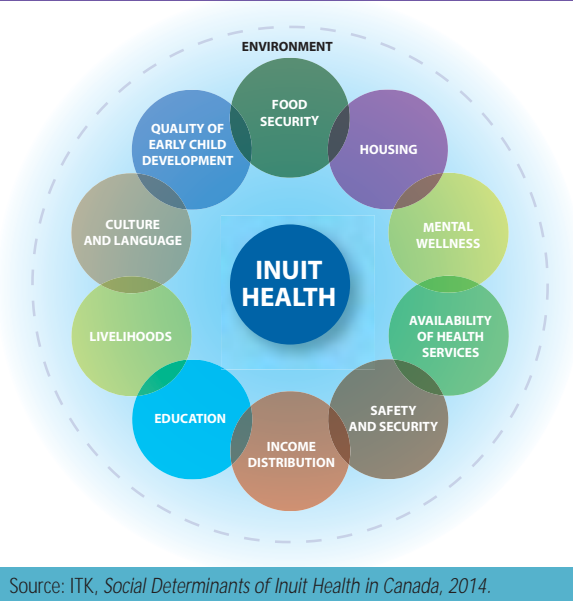 ENVIRONMENT
FOOD
SECURITY
HOUSING
MENTAL
WELLNESS
AVAILABILITY
OF HEALTH
SERVICES
SAFETY
AND SECURITY
INCOME
DISTRIBUTION
EDUCATION
LIVELIHOODS
CULTURE
AND LANGUAGE
QUALITY OF
EARLY CHILD
DEVELOPMENT
INUIT
HEALTH
Source: ITK, Social Determinants of Inuit Health in Canada, 2014.